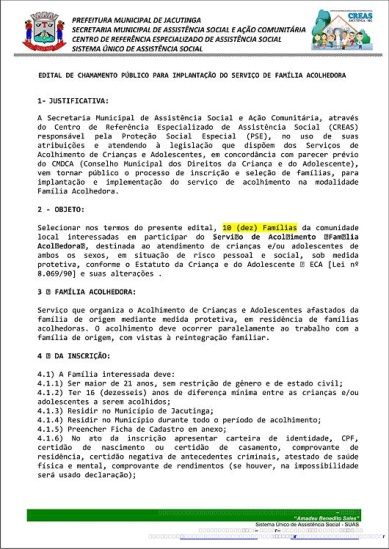 PREFEITURA MUNICIPAL DE JACUTINGA
SECRETARIA MUNICIPAL DE ASSISTÊNCIA SOCIAL E AÇÃO COMUNITÁRIA
CENTRO DE REFERÊNCIA ESPECIALIZADO DE ASSISTÊNCIA SOCIAL
SISTEMA ÚNICO DE ASSISTÊNCIA SOCIAL
CREAS
EDITAL DE CHAMAMENTO PÚBLICO PARA IMPLANTAÇÃO DO SERVIÇO DE FAMÍLIA ACOLHEDORA
1- JUSTIFICATIVA:
A Secretaria Municipal de Assistência Social e Ação Comunitária, através
do Centro de Referência Especializado de Assistência Social (CREAS)
responsável pela Proteção Social Especial (PSE), no uso de suas
atribuições e atendendo à legislação que dispõe dos Serviços de
Acolhimento de Crianças e Adolescentes, em concordância com parecer prévio
do CMDCA (Conselho Municipal dos Direitos da Criança e do Adolescente),
vem tornar público o processo de inscrição e seleção de famílias, para
implantação e implementação do serviço de acolhimento na modalidade
Família Acolhedora.
2 - OBJETO:
Selecionar nos termos do presente edital, 10 (dez) Famílias da comunidade
local interessadas em participar do Servi�o de Acol�imento �Fam�lia
Acol�edora�, destinada ao atendimento de crianças e/ou adolescentes de
ambos os sexos, em situação de risco pessoal e social, sob medida
protetiva, conforme o Estatuto da Criança e do Adolescente � ECA [Lei nº
8.069/90] e suas alterações .
3 � FAMÍLIA ACOLHEDORA:
Serviço que organiza o Acolhimento de Crianças e Adolescentes afastados da
família de origem mediante medida protetiva, em residência de famílias
acolhedoras. O acolhimento deve ocorrer paralelamente ao trabalho com a
família de origem, com vistas à reintegração familiar.
4 � DA INSCRIÇÃO:
4.1) A Família interessada deve:
4.1.1) Ser maior de 21 anos, sem restrição de gênero e de estado civil;
4.1.2) Ter 16 (dezesseis) anos de diferença mínima entre as crianças e/ou
adolescentes a serem acolhidos;
4.1.3) Residir no Município de Jacutinga;
4.1.4) Residir no Município durante todo o período de acolhimento;
4.1.5) Preencher Ficha de Cadastro em anexo;
4.1.6) No ato da inscrição apresentar carteira de identidade, CPF,
certidão de nascimento ou certidão de casamento, comprovante de
residência, certidão negativa de antecedentes criminais, atestado de saúde
física e mental, comprovante de rendimentos (se houver, na impossibilidade
será usado declaração);
"Amadeu Benedito Sales"
Sistema Único de Assistência Social - SUAS